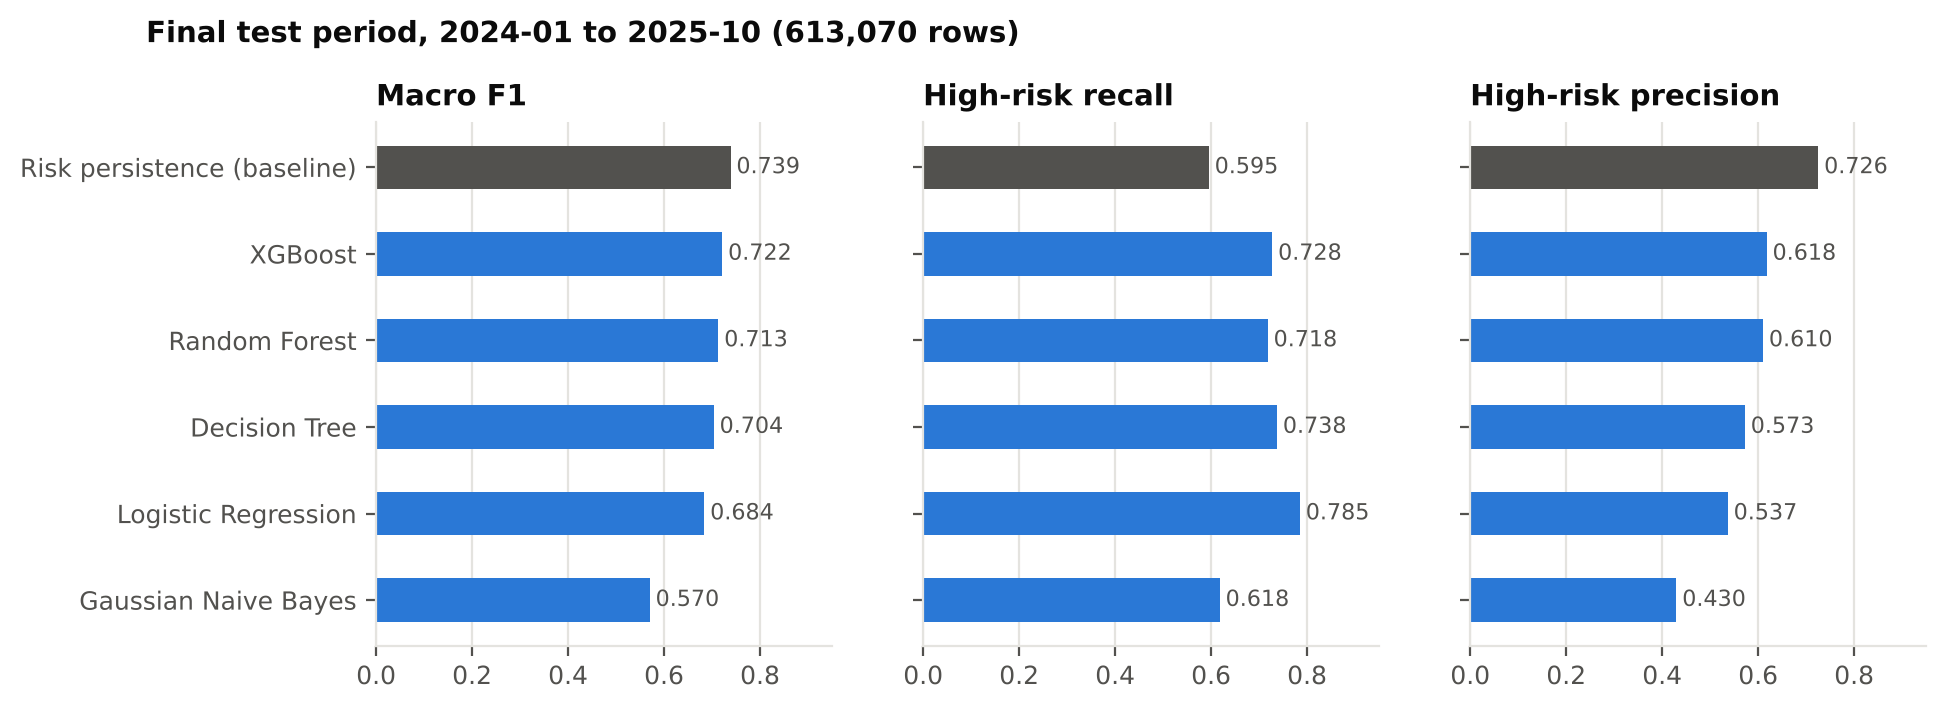 Final test period, 2024-01 to 2025-10 (613,070 rows)
Macro F1 High-risk recall High-risk precision
Risk persistence (baseline) 0.739 0.595 0.726
XGBoost 0.722 0.728 0.618
Random Forest 0.713 0.718 0.610
Decision Tree 0.704 0.738 0.573
Logistic Regression 0.684 0.785 0.537
Gaussian Naive Bayes 0.570 0.618 0.430
0.0 0.2 0.4 0.6 0.8 0.0 0.2 0.4 0.6 0.8 0.0 0.2 0.4 0.6 0.8